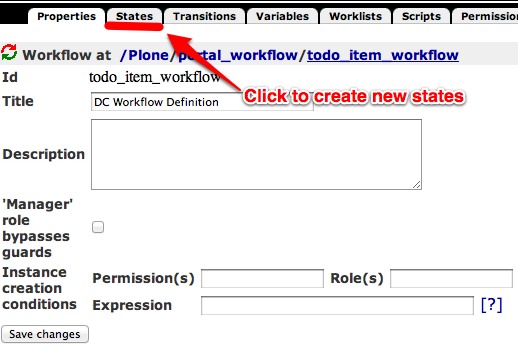 Properties States Transitions Variables Worklists Scripts Permission
Workflow at /Plone/portal_workflow/todo_item_workflow
Id todo_item_workflow
Title DC Workflow Definition
Click to create new states
Description
'Manager'
role
bypasses
guards
Instance
creation
conditions
Permission(s) Role(s)
Expression [?]
Save changes